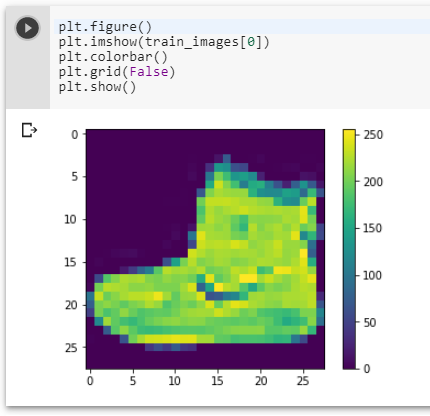 plt.figure()
plt.imshow(train_images[0])
plt.colorbar()
plt.grid(False)
plt.show()
0
5
10
15
20
25
0 5 10 15 20 25
250
200
150
100
50
0